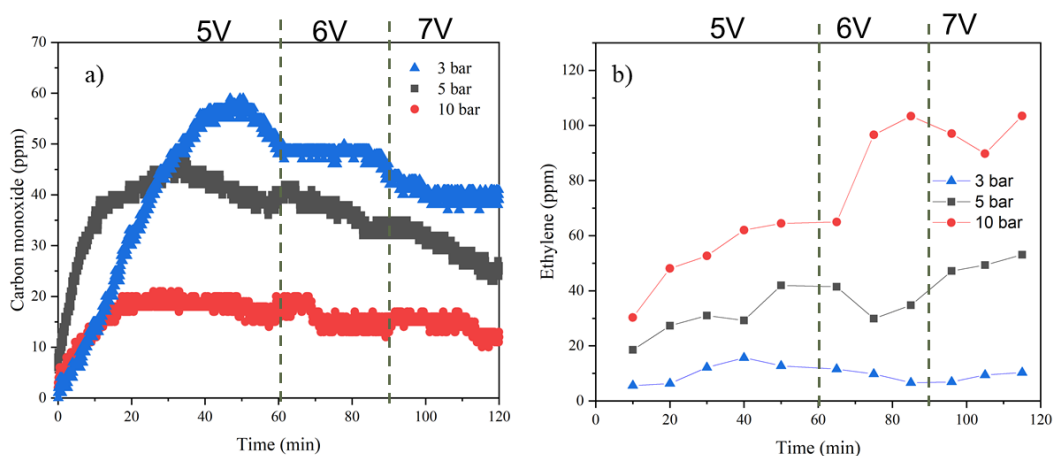 5V 6V 7V
a)
3 bar
5 bar
10 bar
Carbon monoxide (ppm)
70
60
50
40
30
20
10
0
0 20 40 60 80 100 120
Time (min)
5V 6V 7V
b)
3 bar
5 bar
10 bar
Ethylene (ppm)
120
100
80
60
40
20
0
0 20 40 60 80 100 120
Time (min)